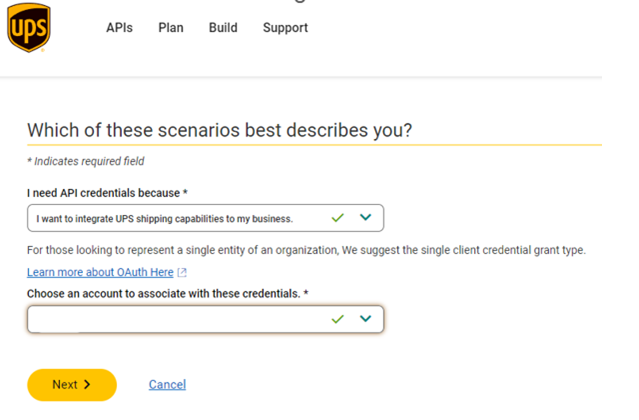 ups
APIs Plan Build Support
Which of these scenarios best describes you?
* Indicates required field
I need API credentials because *
I want to integrate UPS shipping capabilities to my business.
For those looking to represent a single entity of an organization, We suggest the single client credential grant type.
Learn more about OAuth Here
Choose an account to associate with these credentials. *
Next
Cancel